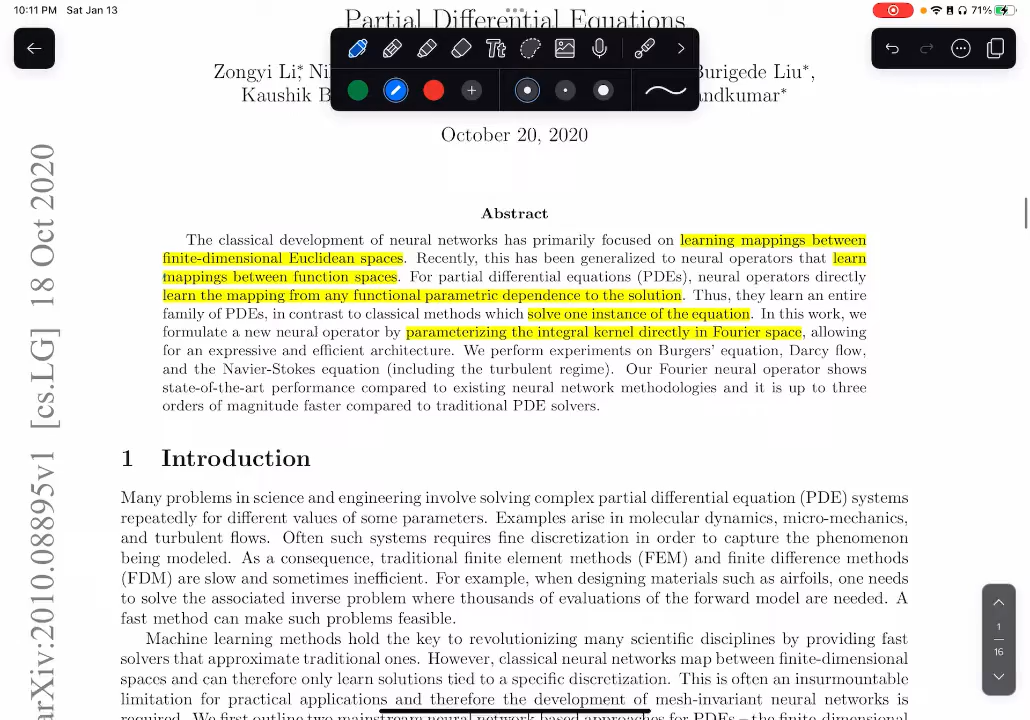 10:11 PM Sat Jan 13
71%
Partial Differential Equations
Tt
Zongyi Li*, Burigede Liu*,
Kaushik
October 20, 2020
arXiv:2010.08895v1 [cs.LG] 18 Oct 2020
Abstract
The classical development of neural networks has primarily focused on learning mappings between
finite-dimensional Euclidean spaces. Recently, this has been generalized to neural operators that learn
mappings between function spaces. For partial differential equations (PDEs), neural operators directly
learn the mapping from any functional parametric dependence to the solution. Thus, they learn an entire
family of PDEs, in contrast to classical methods which solve one instance of the equation. In this work, we
formulate a new neural operator by parameterizing the integral kernel directly in Fourier space, allowing
for an expressive and efficient architecture. We perform experiments on Burgers' equation, Darcy flow,
and the Navier-Stokes equation (including the turbulent regime). Our Fourier neural operator shows
state-of-the-art performance compared to existing neural network methodologies and it is up to three
orders of magnitude faster compared to traditional PDE solvers.
1 Introduction
Many problems in science and engineering involve solving complex partial differential equation (PDE) systems
repeatedly for different values of some parameters. Examples arise in molecular dynamics, micro-mechanics,
and turbulent flows. Often such systems requires fine discretization in order to capture the phenomenon
being modeled. As a consequence, traditional finite element methods (FEM) and finite difference methods
(FDM) are slow and sometimes inefficient. For example, when designing materials such as airfoils, one needs
to solve the associated inverse problem where thousands of evaluations of the forward model are needed. A
fast method can make such problems feasible.
Machine learning methods hold the key to revolutionizing many scientific disciplines by providing fast
solvers that approximate traditional ones. However, classical neural networks map between finite-dimensional
spaces and can therefore only learn solutions tied to a specific discretization. This is often an insurmountable
limitation for practical applications and therefore the development of mesh-invariant neural networks is
required. We first outline two mainstream neural network-based approaches for PDEs – the finite-dimensional
1
16